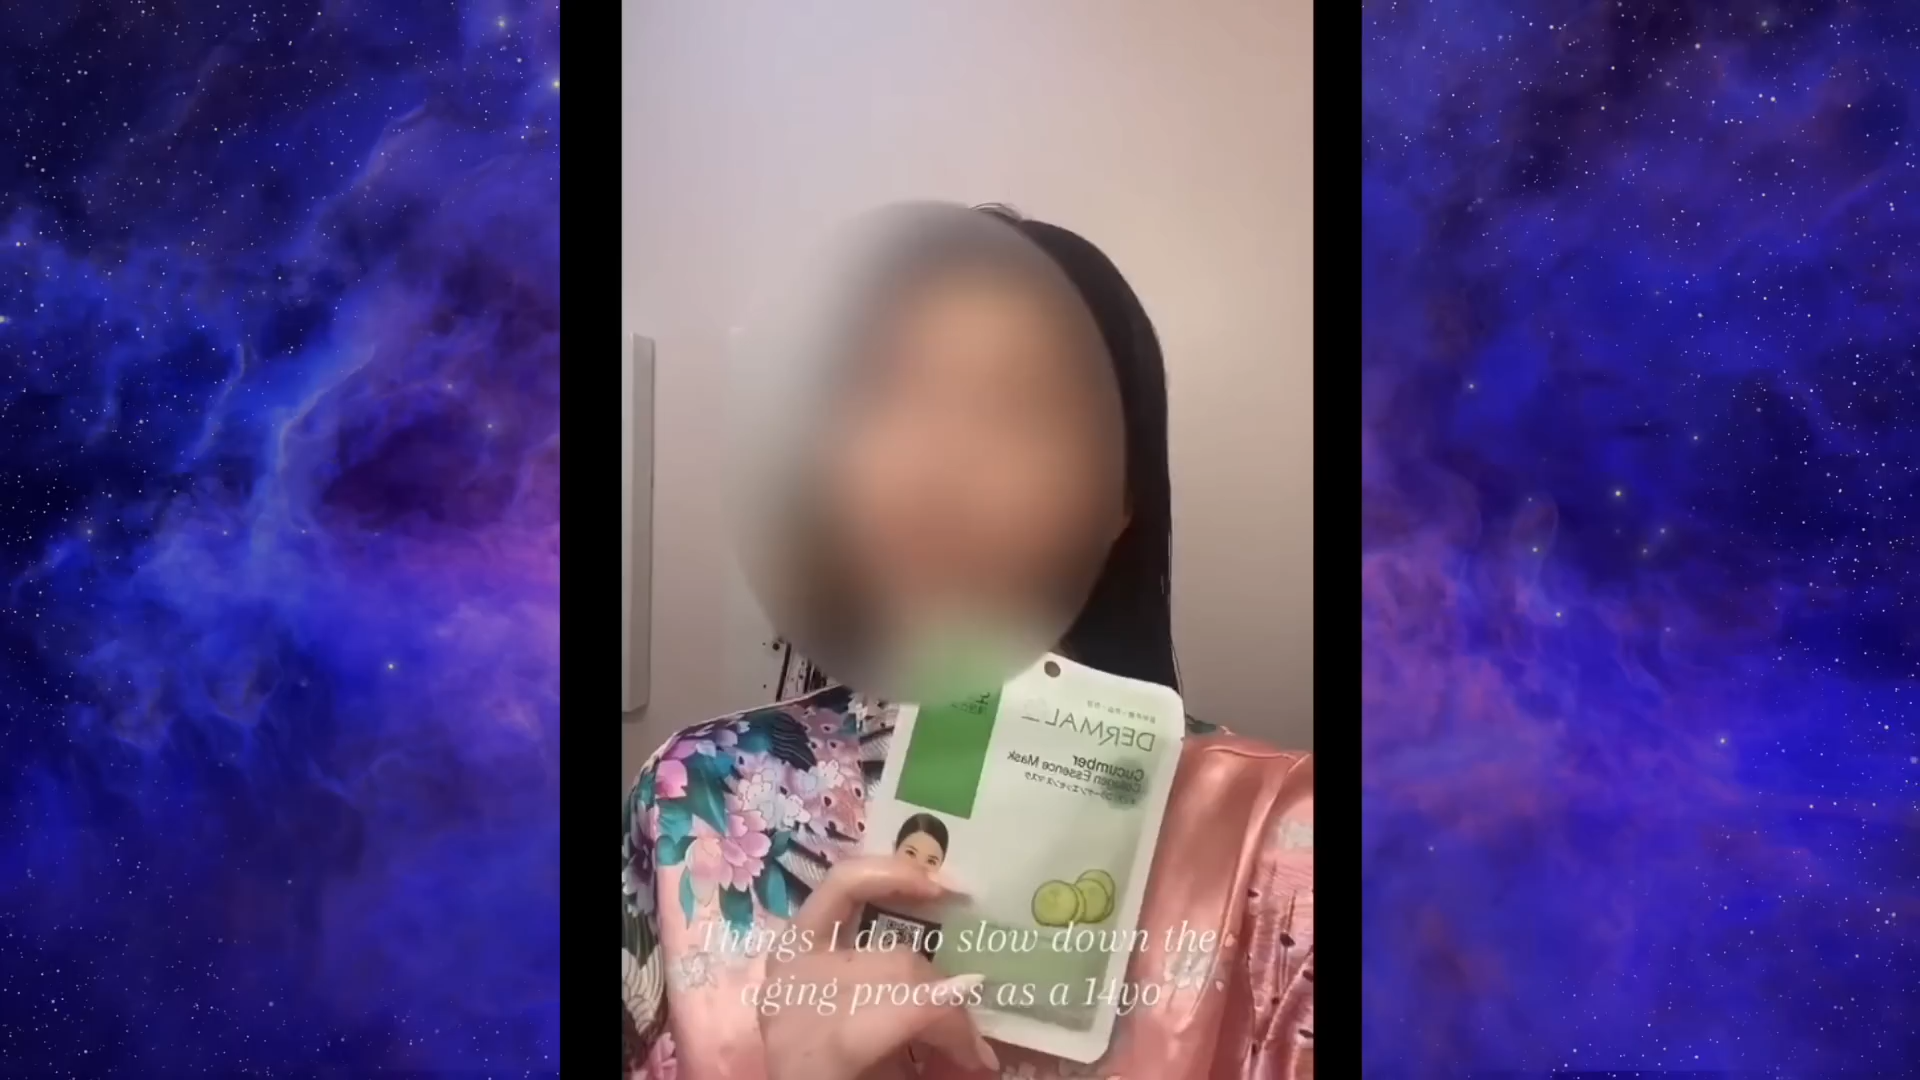 DERMAL
Cucumber
Collagen Essence Mask
Things I do to slow down the
aging process as a 14yo